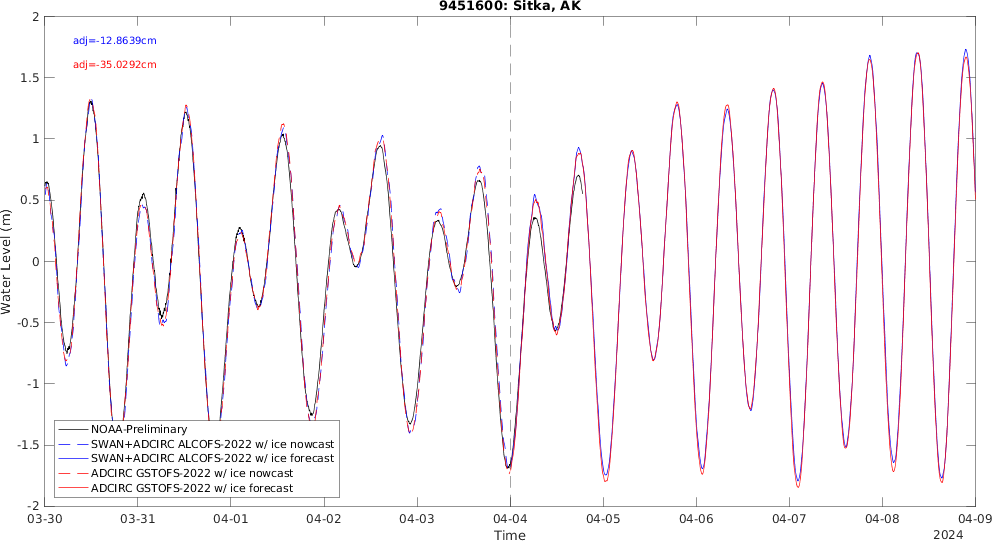 9451600: Sitka, AK
adj=-12.8639cm
adj=-35.0292cm
2
1.5
1
0.5
0
-0.5
-1
-1.5
-2
Water Level (m)
NOAA-Preliminary
SWAN+ADCIRC ALCOFS-2022 w/ ice nowcast
SWAN+ADCIRC ALCOFS-2022 w/ ice forecast
ADCIRC GSTOFS-2022 w/ ice nowcast
ADCIRC GSTOFS-2022 w/ ice forecast
03-30 03-31 04-01 04-02 04-03 04-04 04-05 04-06 04-07 04-08 04-09
Time
2024